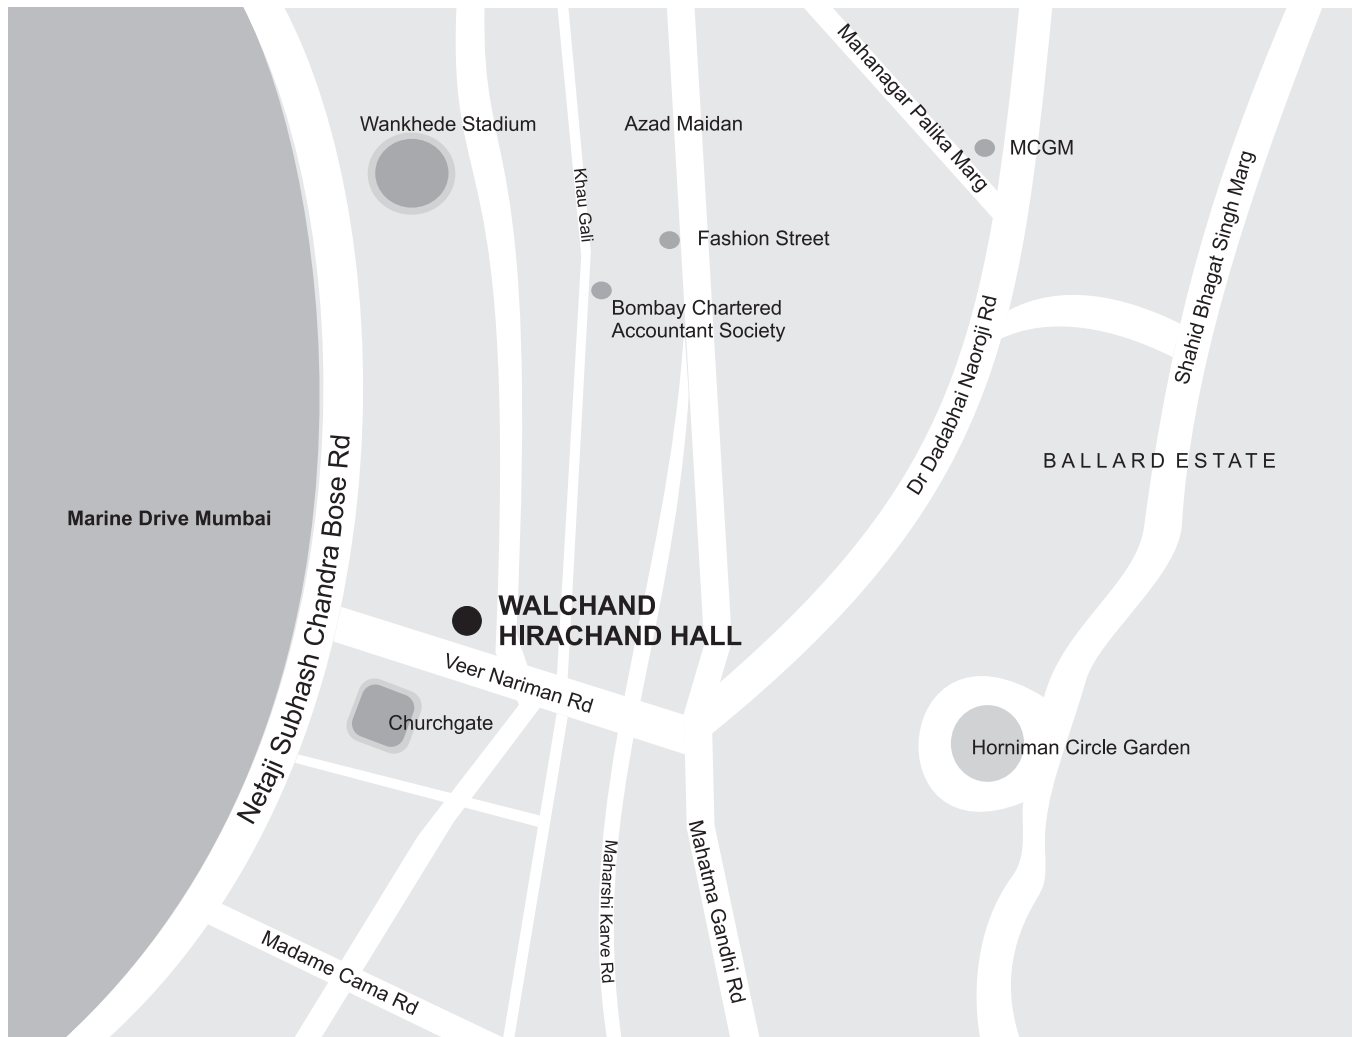 Mahanagar Palika Marg
Wankhede Stadium
Azad Maidan
MCGM
Khau Gali
Shahid Bhagat Singh Marg
Fashion Street
Bombay Chartered
Accountant Society
Dr Dadabhai Naoroji Rd
BALLARD ESTATE
Marine Drive Mumbai
Netaji Subhash Chandra Bose Rd
WALCHAND
HIRACHAND HALL
Veer Nariman Rd
Churchgate
Horniman Circle Garden
Maharshi Karve Rd
Mahatma Gandhi Rd
Madame Cama Rd